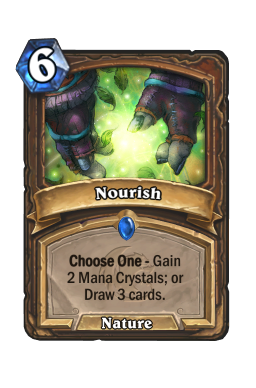 6
Nourish
Choose One - Gain
2 Mana Crystals; or
Draw 3 cards.
Nature